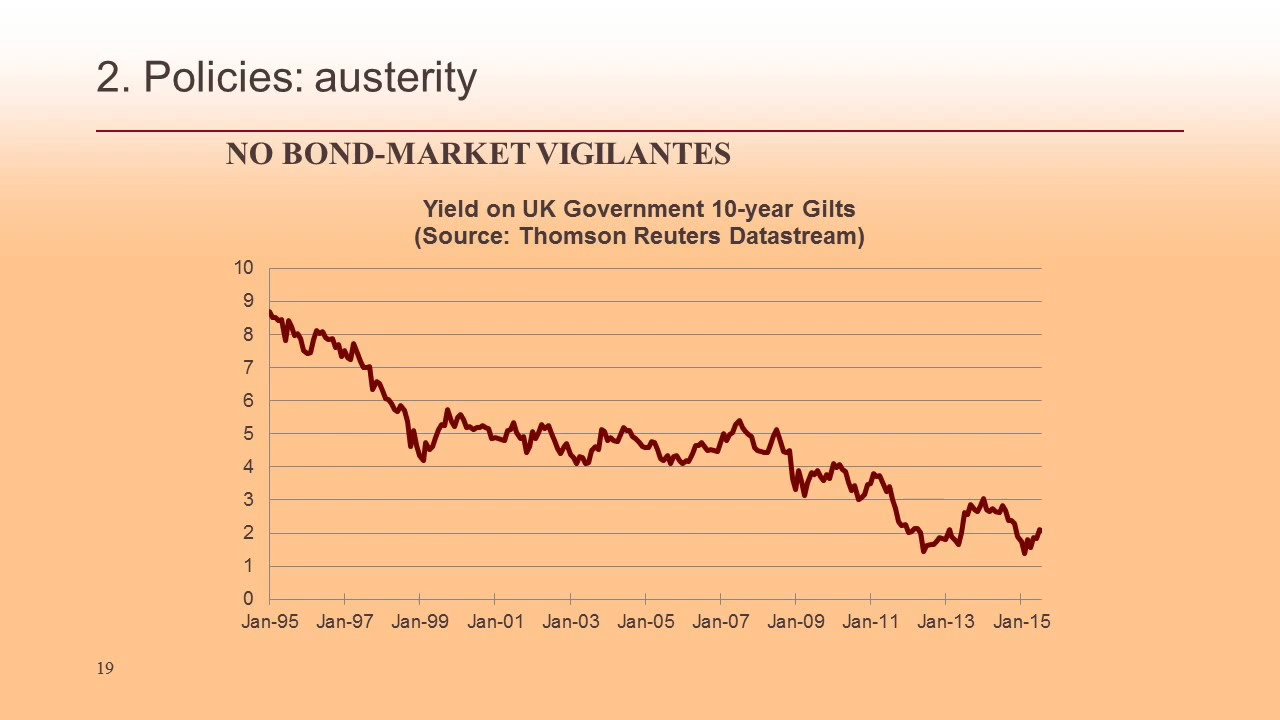 2. Policies: austerity
NO BOND-MARKET VIGILANTES
Yield on UK Government 10-year Gilts
(Source: Thomson Reuters Datastream)
10
9
8
7
6
5
4
3
2
1
0
Jan-95 Jan-97 Jan-99 Jan-01 Jan-03 Jan-05 Jan-07 Jan-09 Jan-11 Jan-13 Jan-15
19